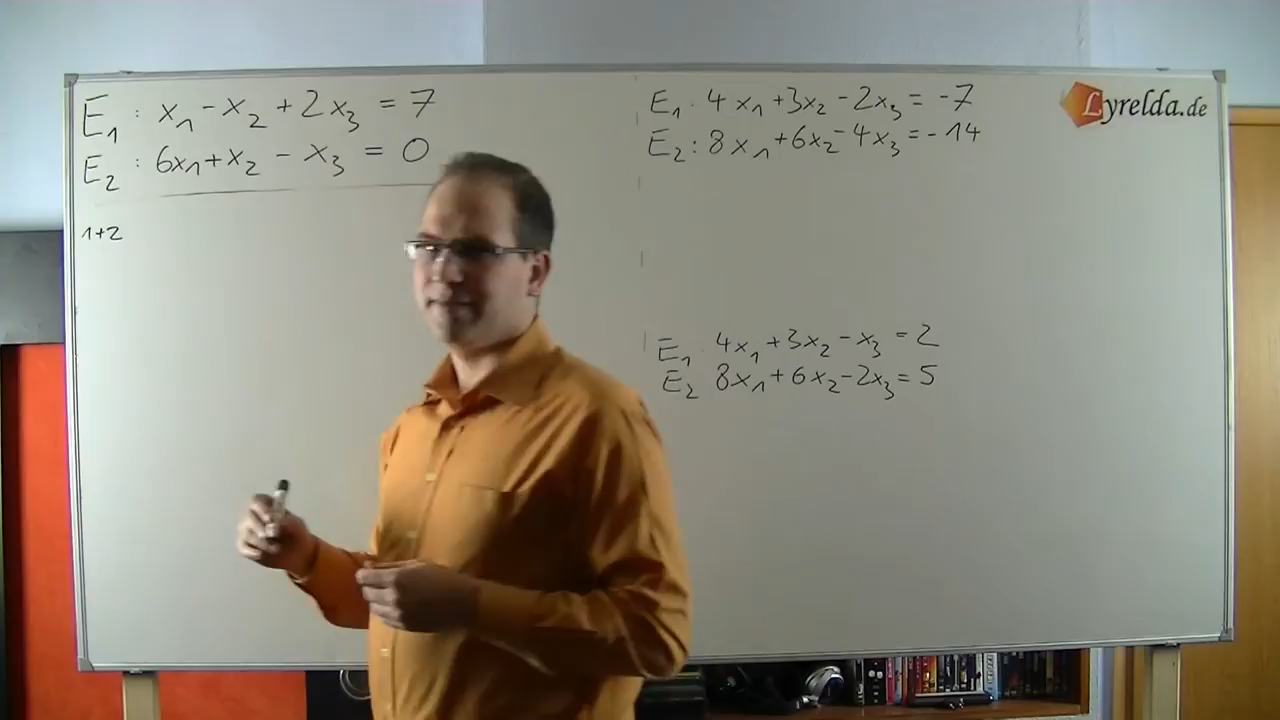 E₁ : x₁ - x₂ + 2x₃ = 7
E₂ : 6x₁ + x₂ - x₃ = 0
1+2
E₁ . 4x₁ + 3x₂ - 2x₃ = -7
E₂ : 8x₁ + 6x₂ - 4x₃ = -14
E₁ . 4x₁ + 3x₂ - x₃ = 2
E₂ 8x₁ + 6x₂ - 2x₃ = 5
Lyrelda.de